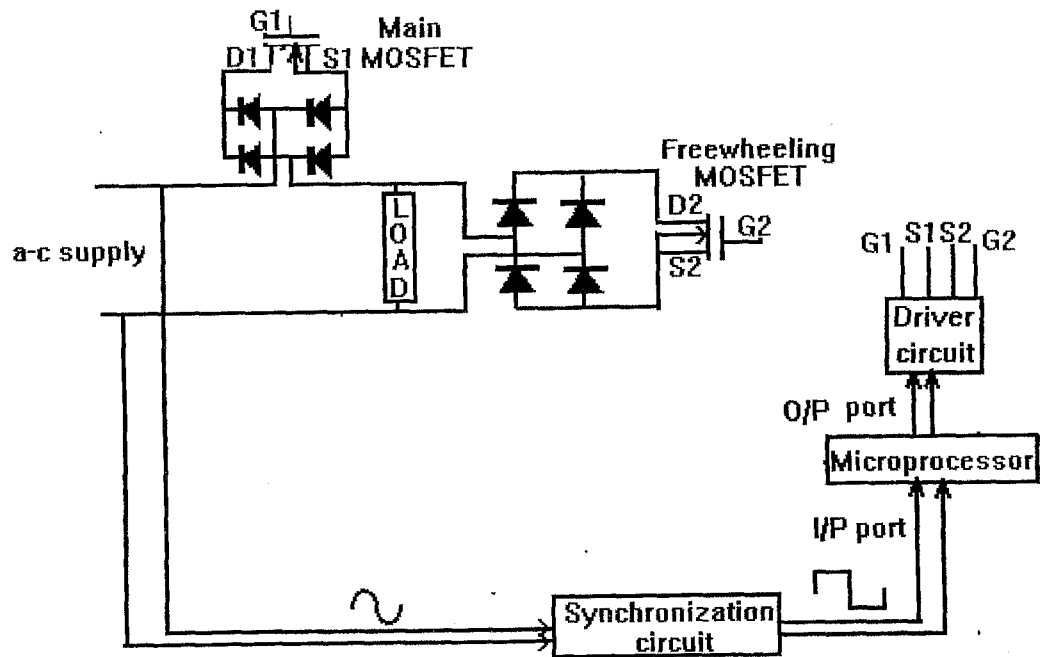 G1
Main
D1 S1 MOSFET
Freewheeling
MOSFET
D2
G2
S2
LOAD
a-c supply
G1 S1 S2 G2
Driver
circuit
O/P port
Microprocessor
I/P port
Synchronization
circuit